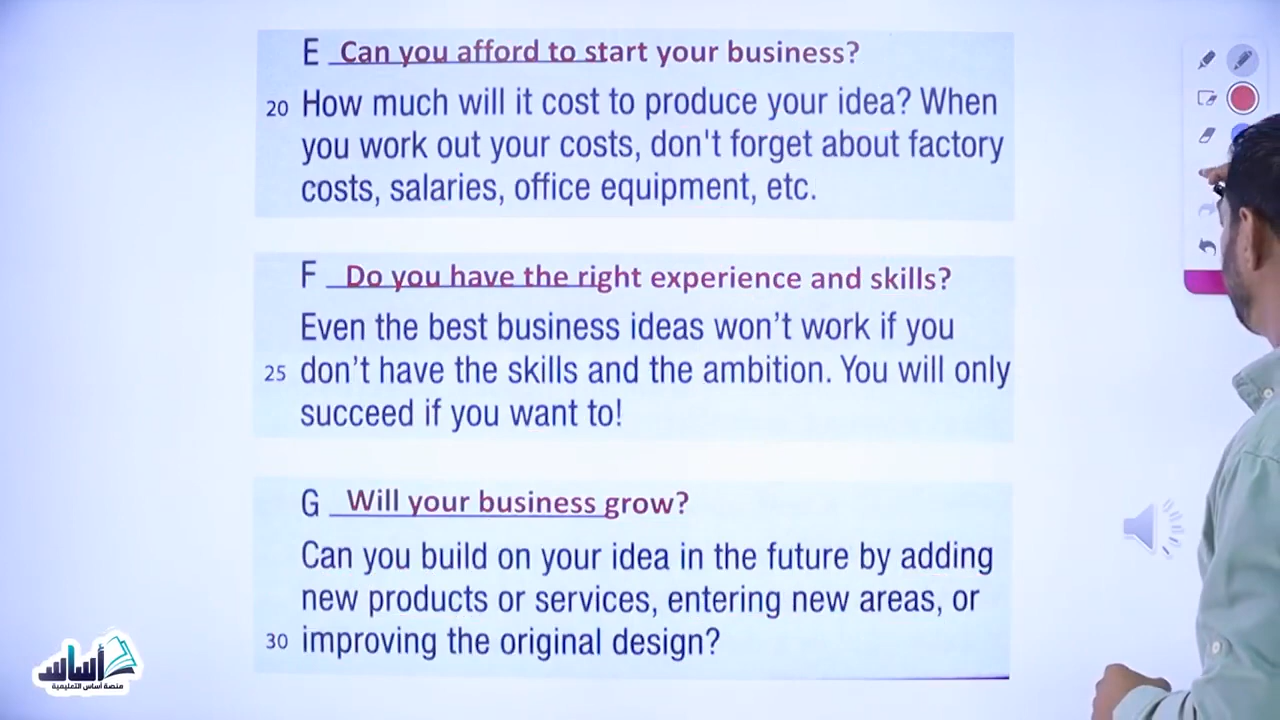 E Can you afford to start your business?
20 How much will it cost to produce your idea? When
you work out your costs, don't forget about factory
costs, salaries, office equipment, etc.
F Do you have the right experience and skills?
Even the best business ideas won't work if you
25 don't have the skills and the ambition. You will only
succeed if you want to!
G Will your business grow?
Can you build on your idea in the future by adding
new products or services, entering new areas, or
30 improving the original design?
أساس
منصة أساس التعليمية